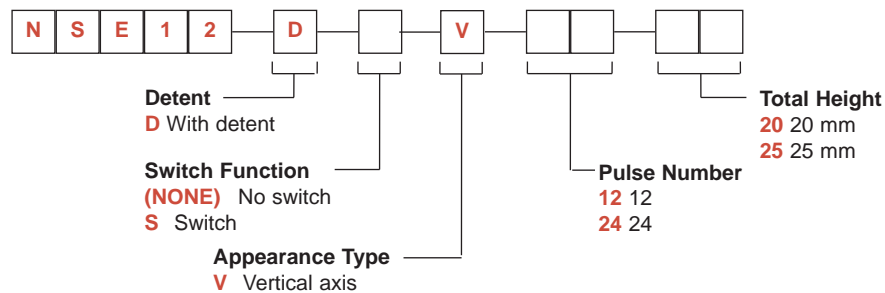 N S E 1 2 D V
Detent
D With detent
Switch Function
(NONE) No switch
S Switch
Appearance Type
V Vertical axis
Pulse Number
12 12
24 24
Total Height
20 20 mm
25 25 mm